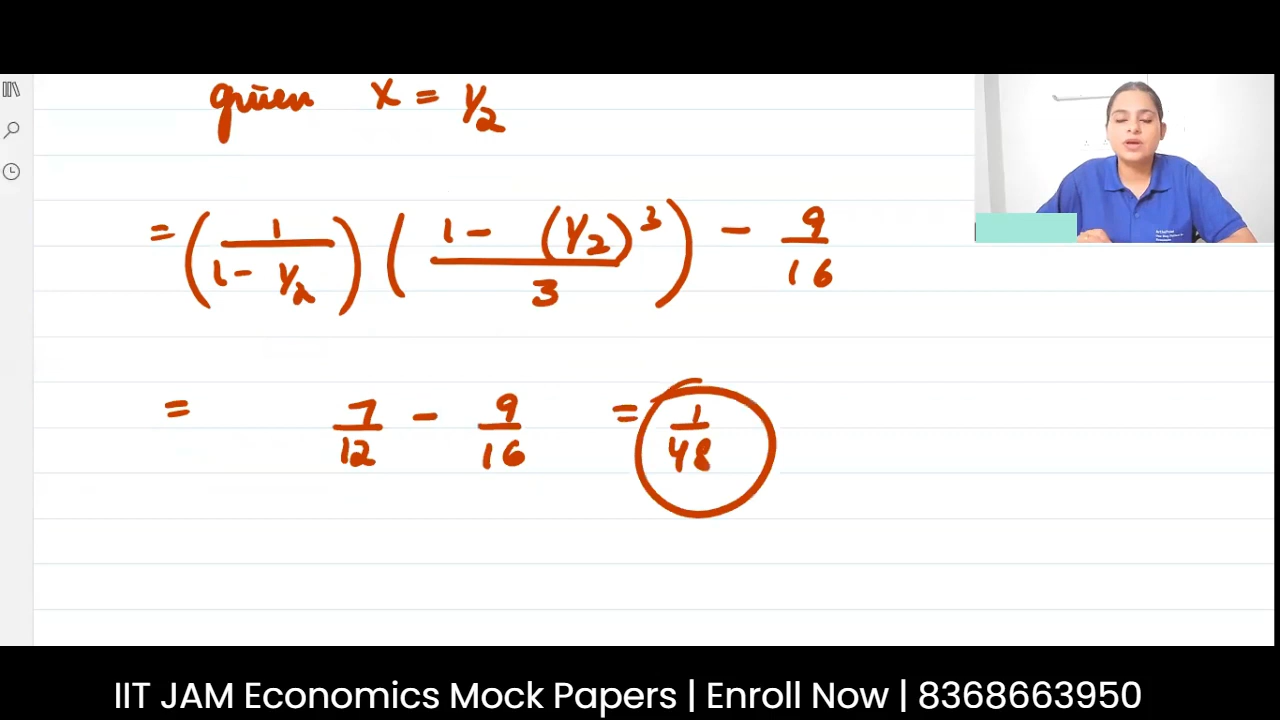 given x = 1/2
= (1/(1 - 1/2)) ((1 - (1/2)^3)/3) - 9/16
= 7/12 - 9/16 = 1/48
IIT JAM Economics Mock Papers | Enroll Now | 8368663950